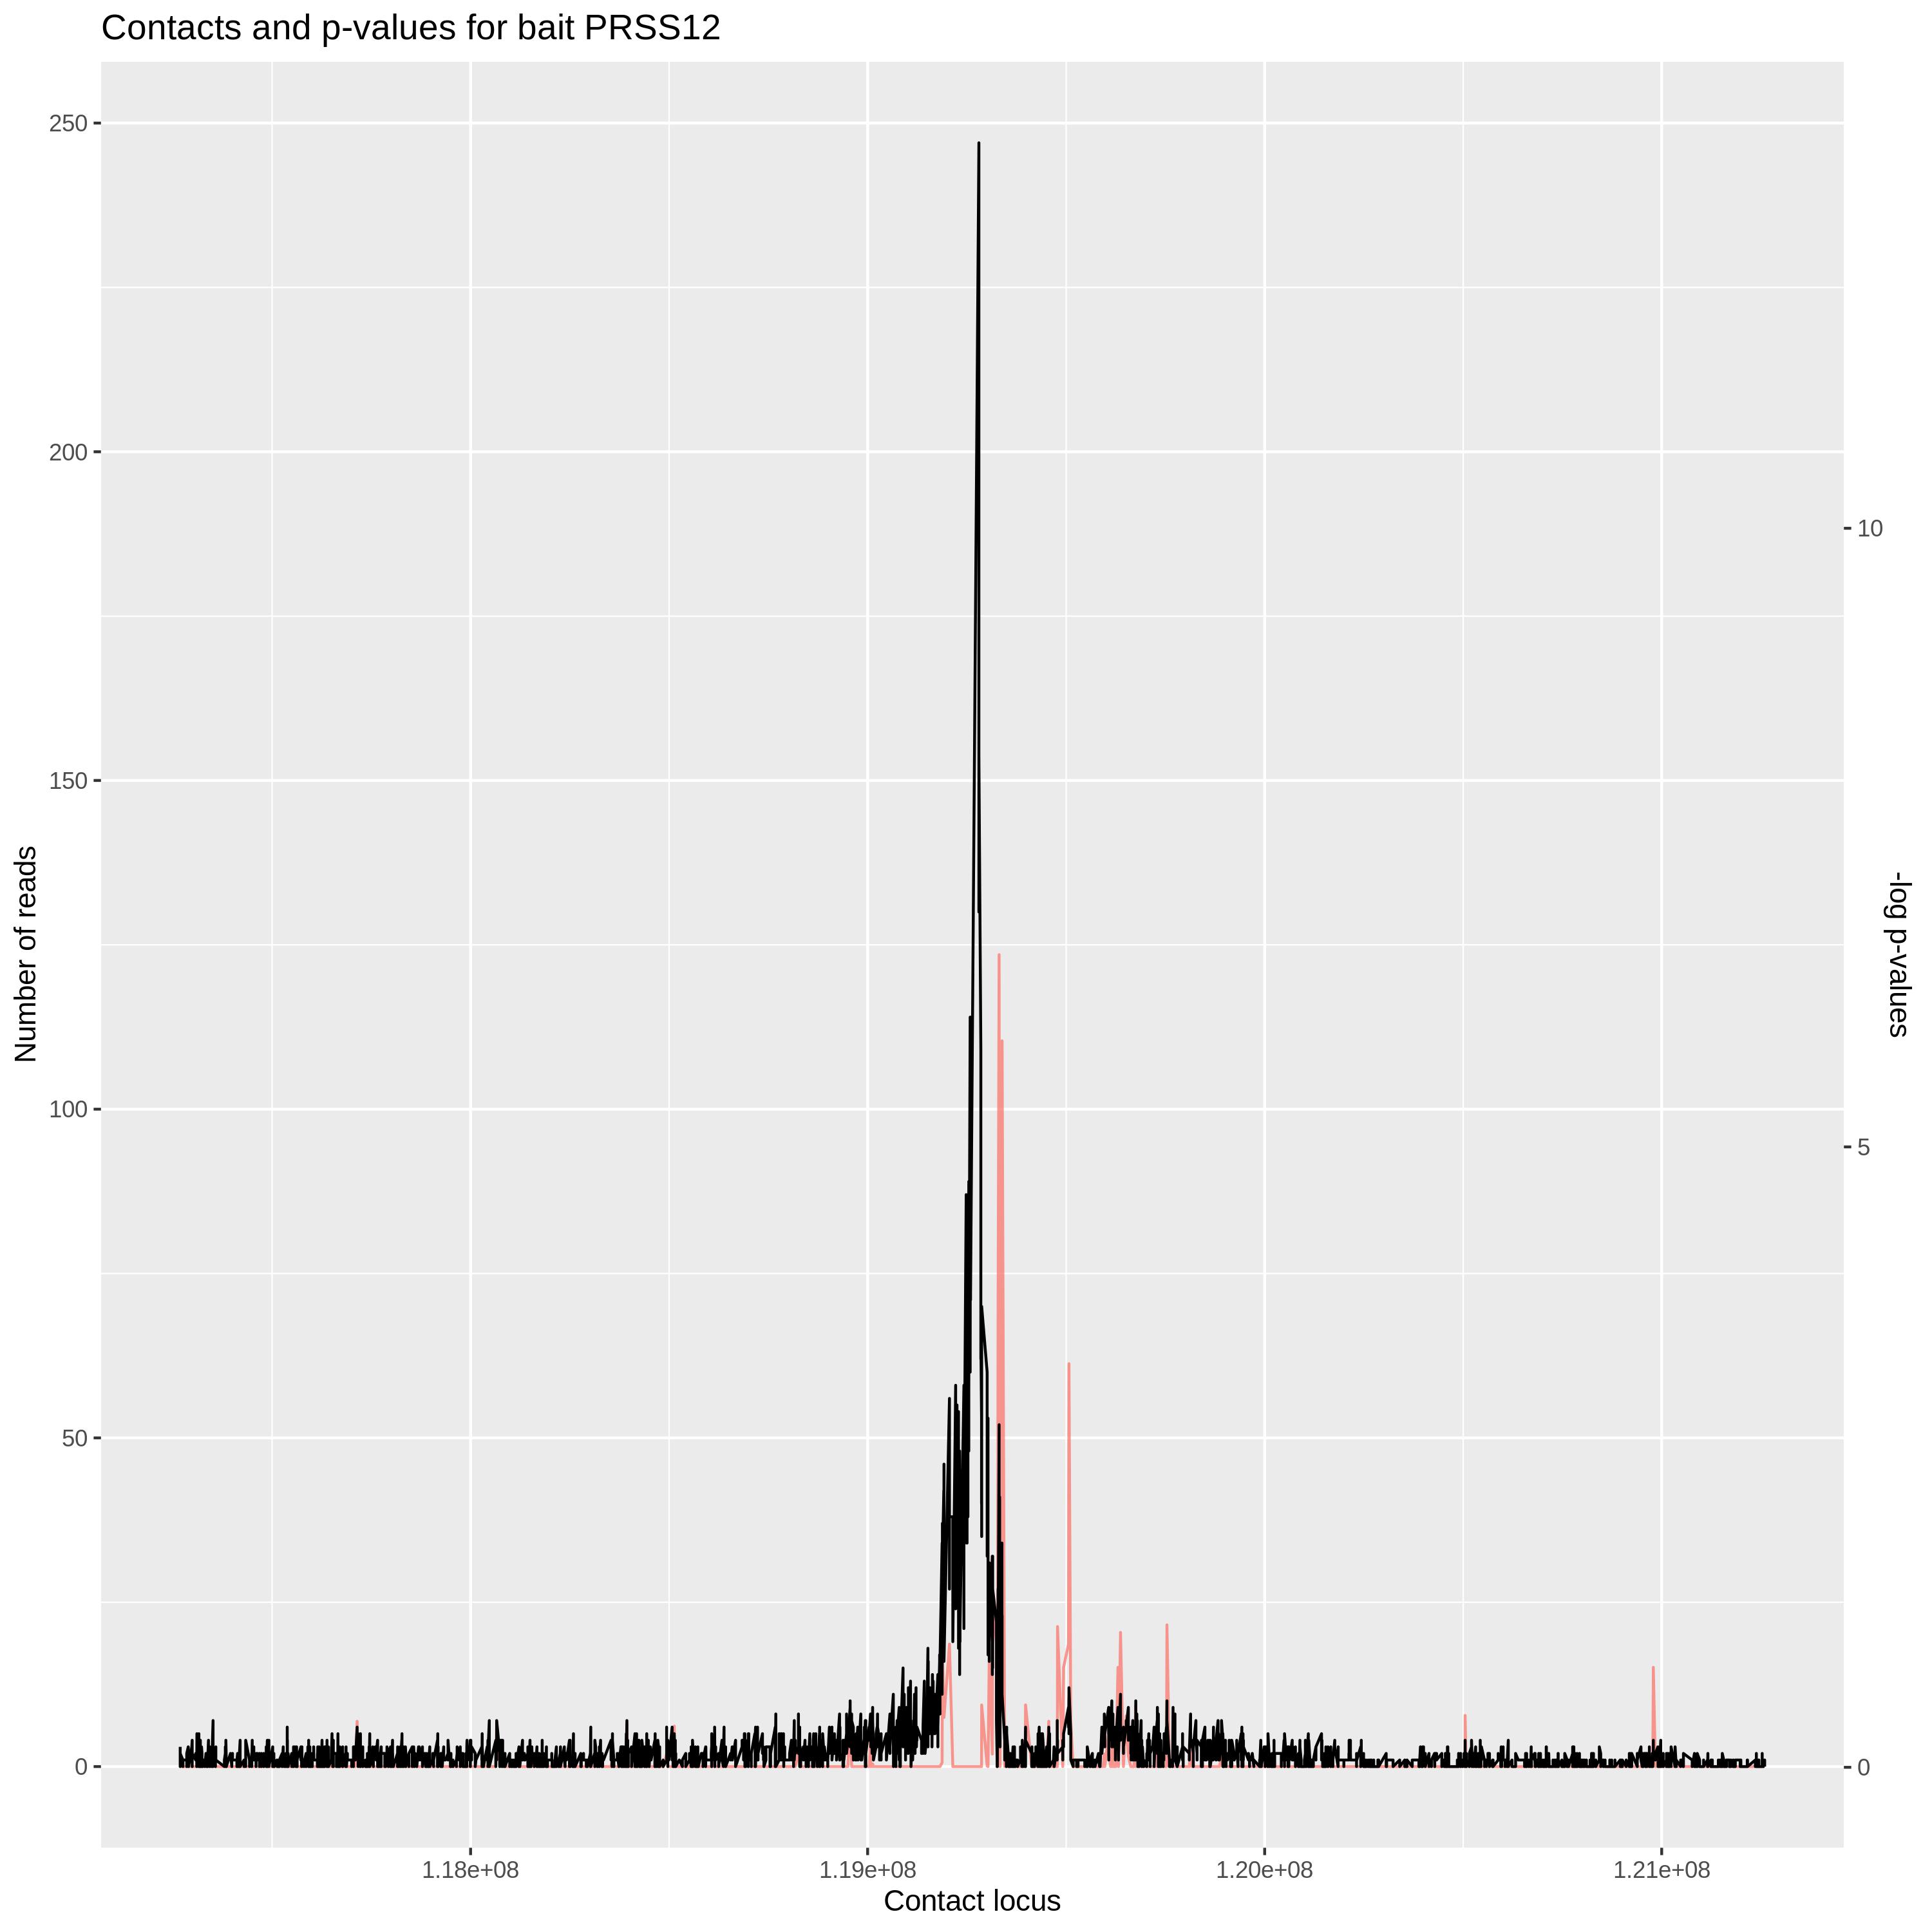 Contacts and p-values for bait PRSS12
250
200
150
100
50
0
Number of reads
10
5
0
-log p-values
1.18e+08
1.19e+08
1.20e+08
1.21e+08
Contact locus